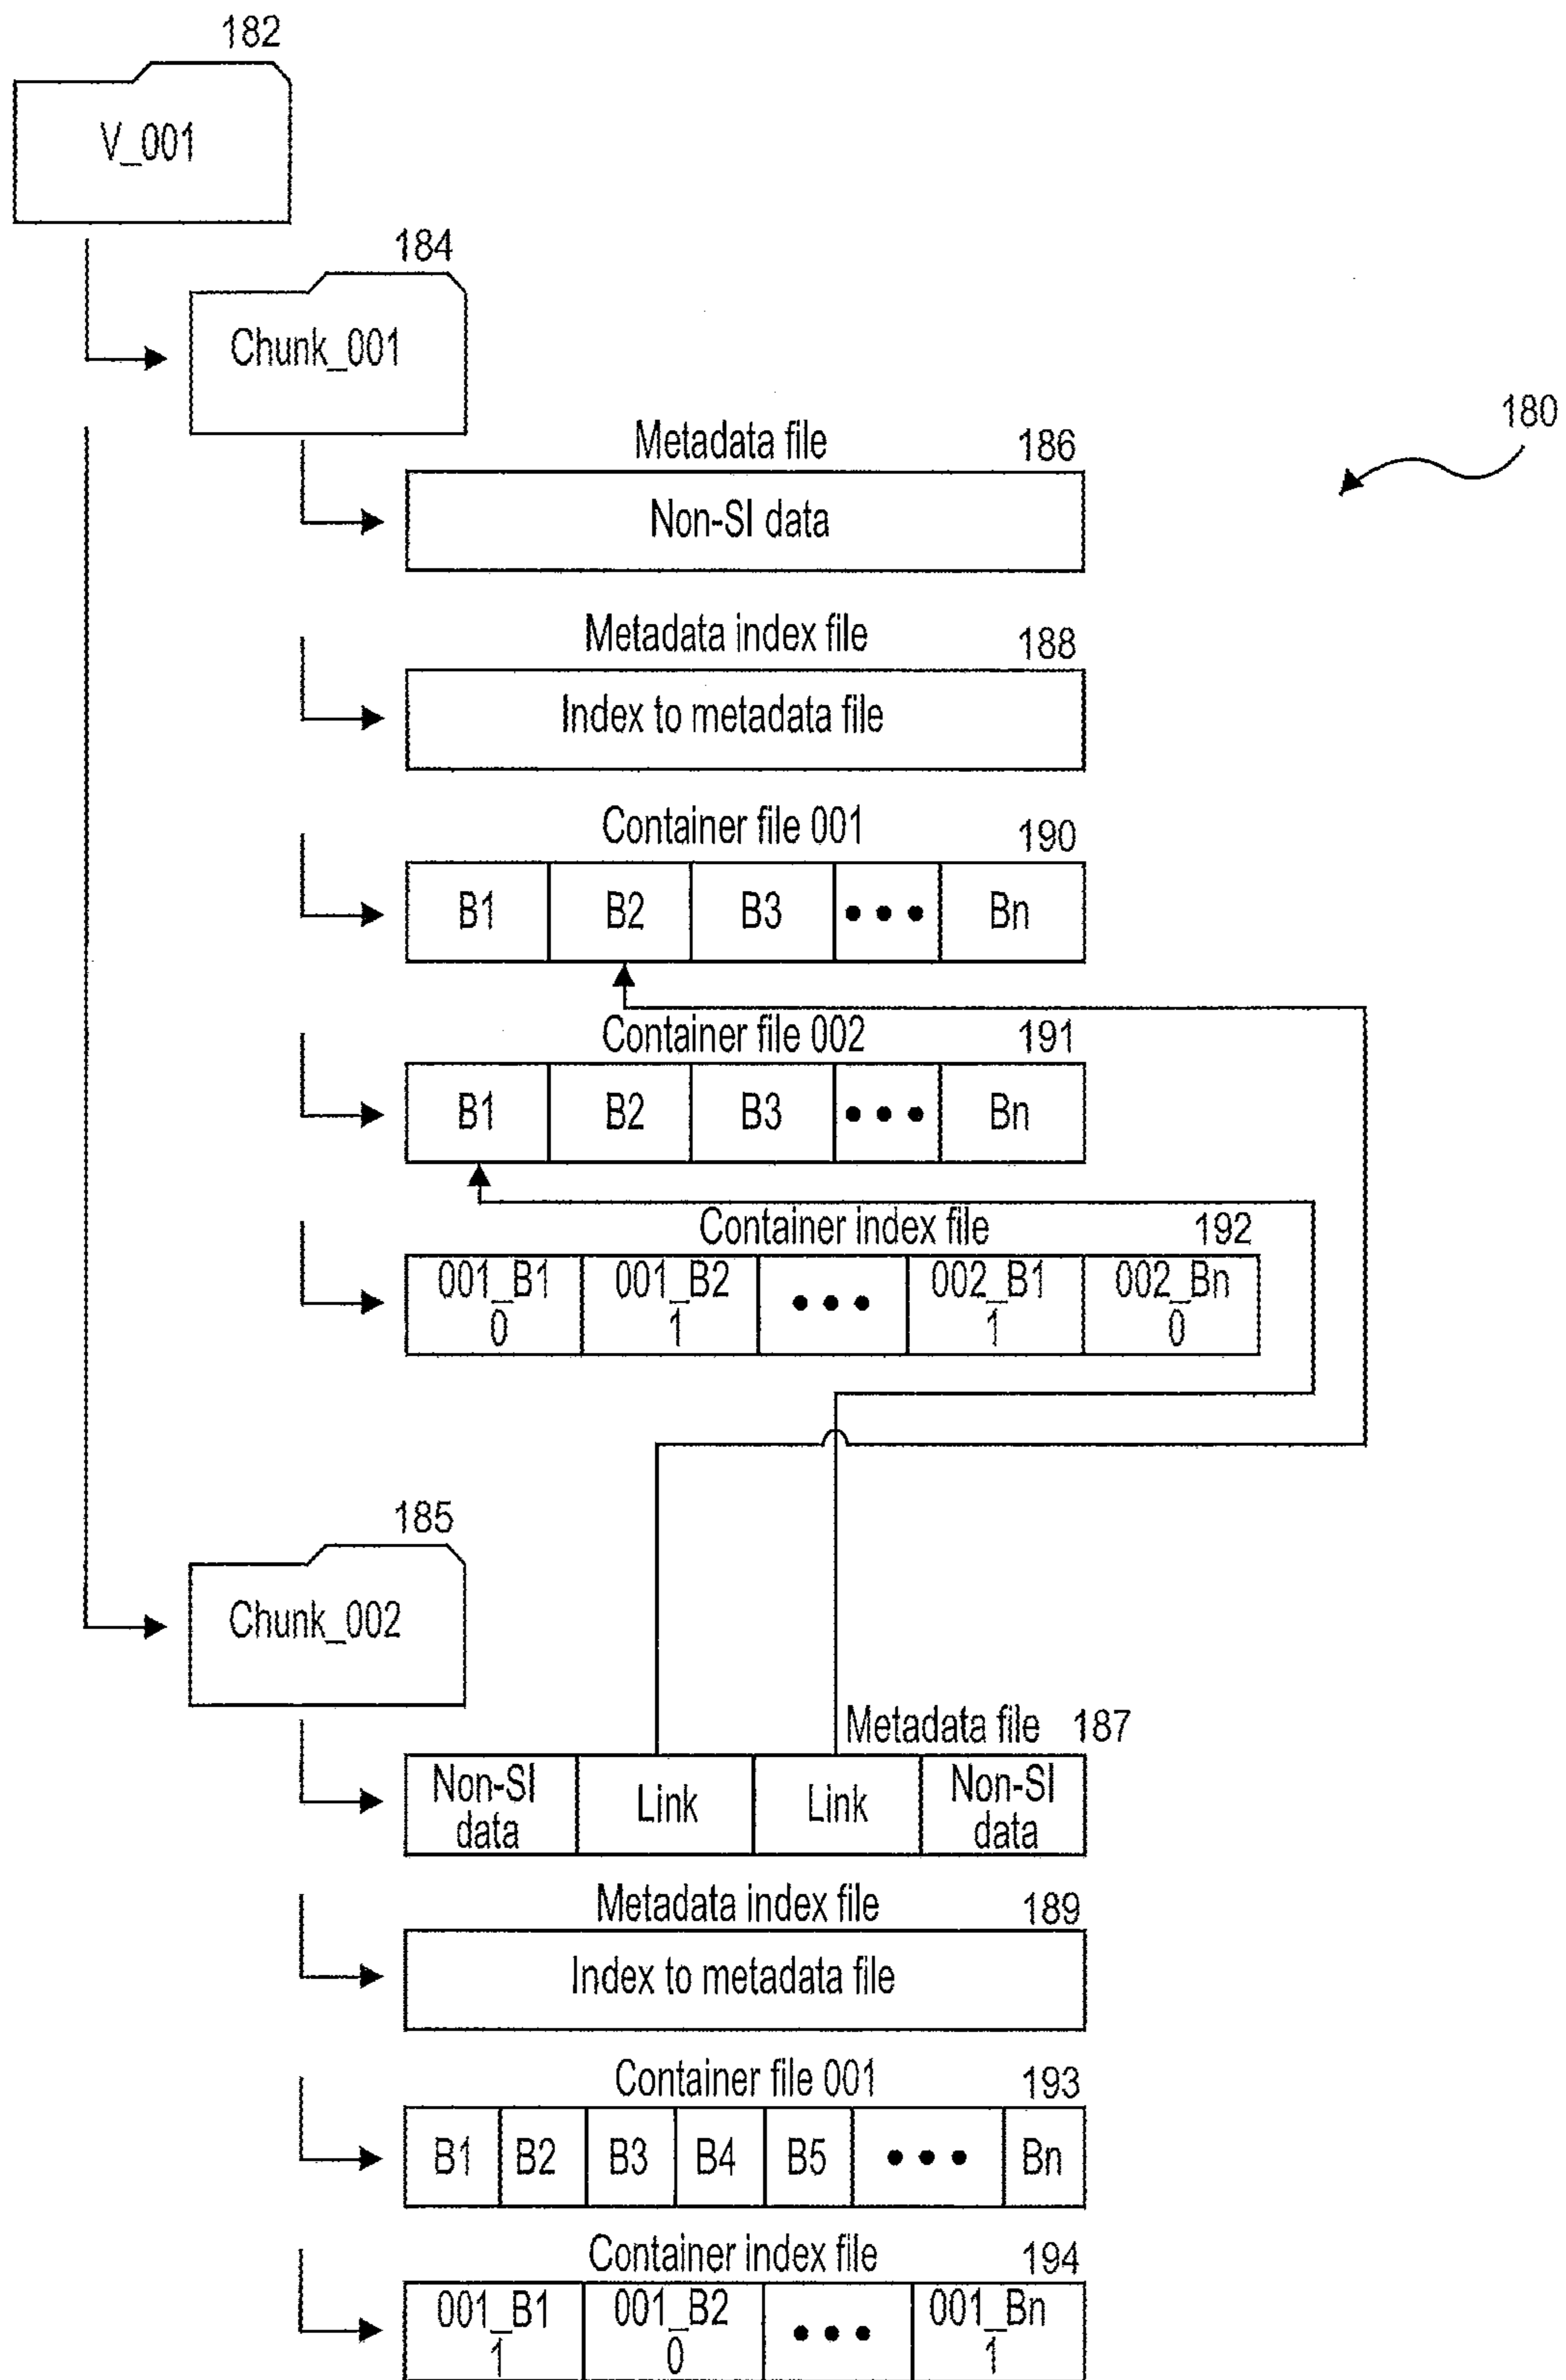 182
V_001
184
Chunk_001
180
Metadata file 186
Non-SI data
Metadata index file 188
Index to metadata file
Container file 001 190
B1 B2 B3 ••• Bn
Container file 002 191
B1 B2 B3 ••• Bn
Container index file 192
001_B1 001_B2 ••• 002_B1 002_Bn
0 1 1 0
185
Chunk_002
Metadata file 187
Non-SI Link Link Non-SI
data data
Metadata index file 189
Index to metadata file
Container file 001 193
B1 B2 B3 B4 B5 ••• Bn
Container index file 194
001_B1 001_B2 ••• 001_Bn
1 0 1